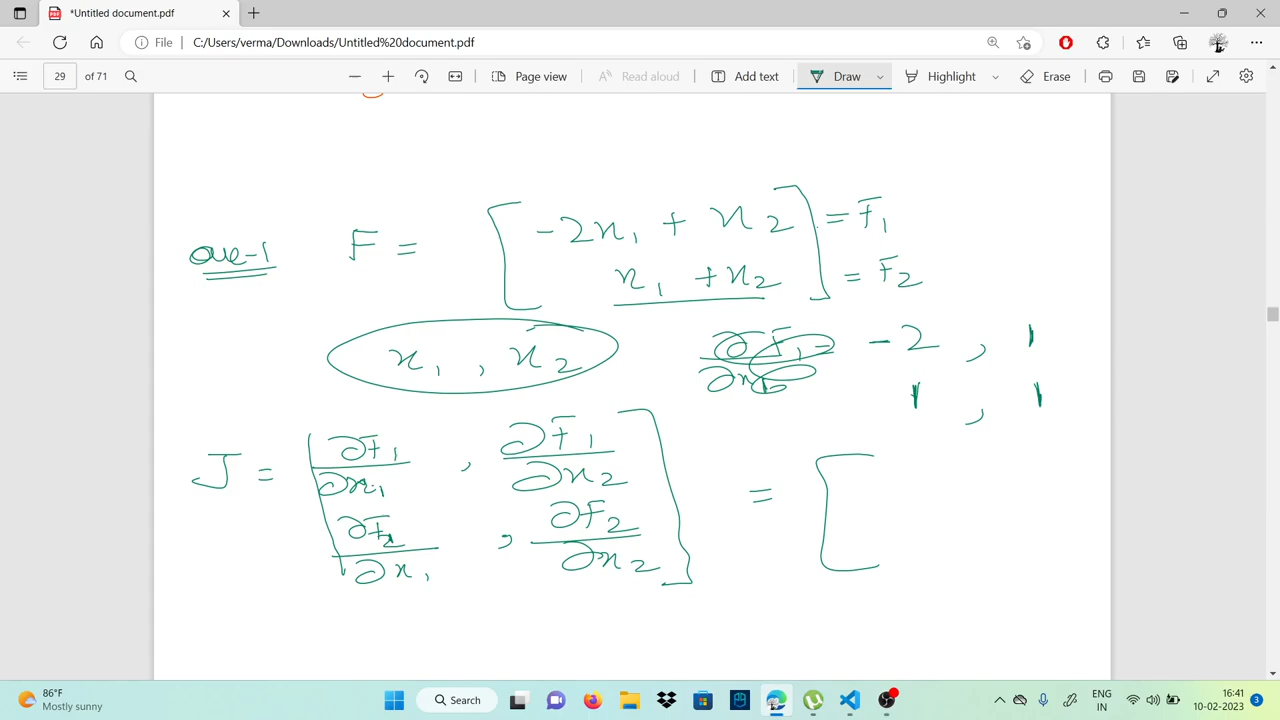 *Untitled document.pdf
File C:/Users/verma/Downloads/Untitled%20document.pdf
29 of 71 Page view Read aloud Add text Draw Highlight Erase
Que-1 F = [ -2x₁ + x₂ ] = F₁
x₁ + x₂ ] = F₂
x₁ , x₂ -2 , 1
1 , 1
J = [ ∂F₁/∂x₁ , ∂F₁/∂x₂ ] = [
∂F₂/∂x₁ , ∂F₂/∂x₂ ]
86°F
Mostly sunny
Search
ENG
IN
16:41
10-02-2023
3